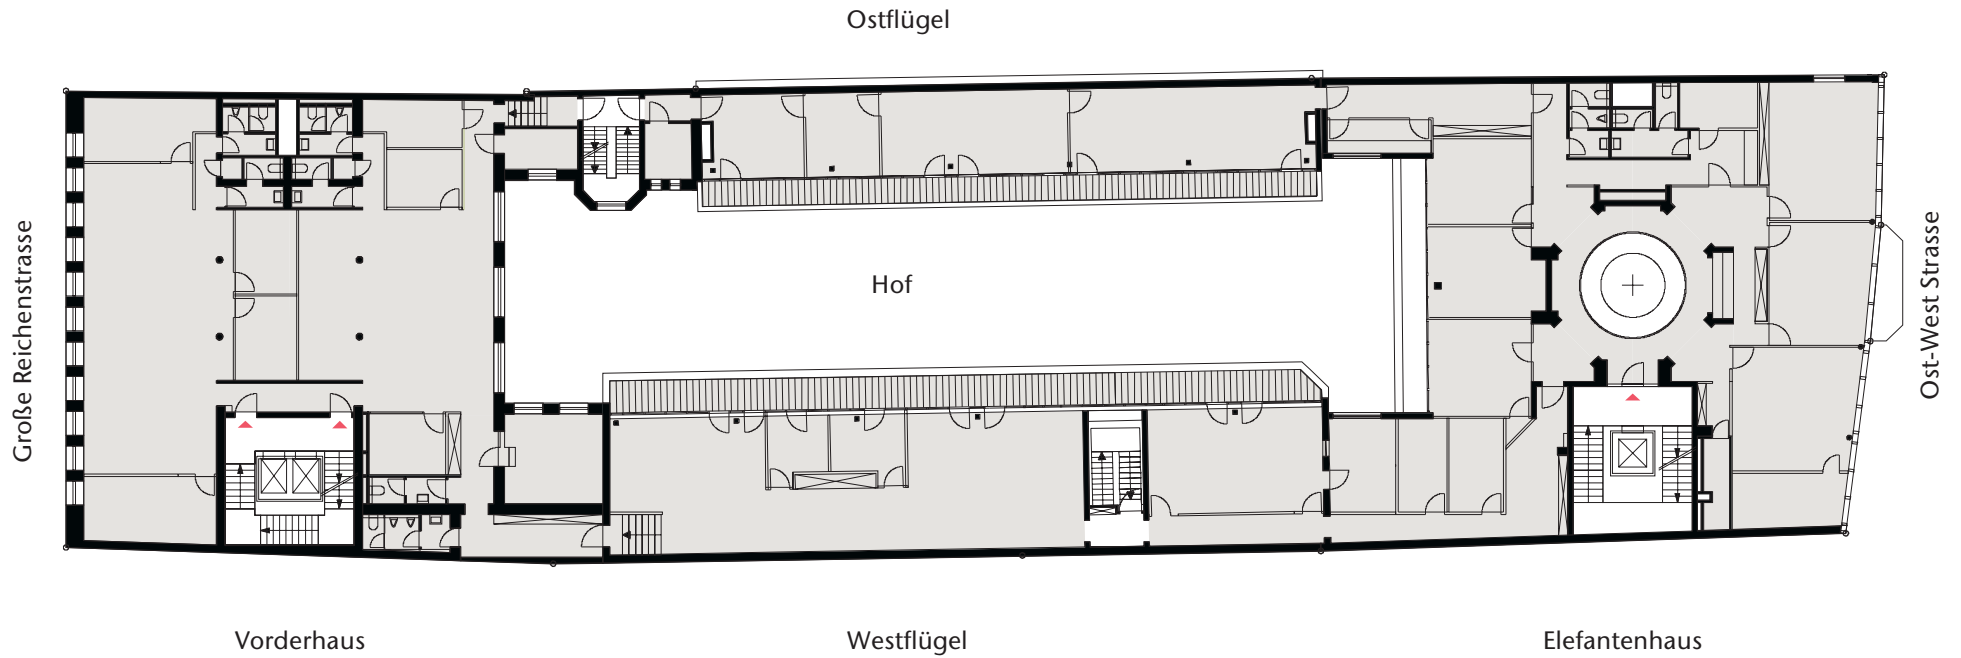 Ostflügel
Große Reichenstrasse
Hof
Ost-West Strasse
Vorderhaus
Westflügel
Elefantenhaus